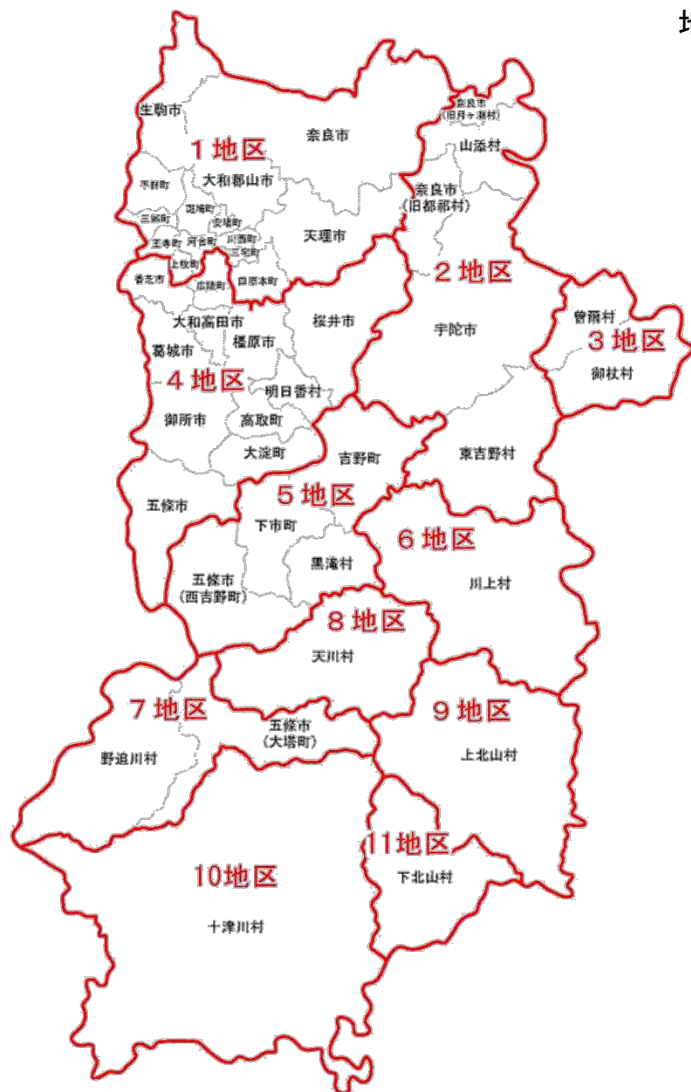 生駒市
奈良市
奈良市
(旧月ヶ瀬村)
山添村
1地区
大和郡山市
平群町
斑鳩町
安堵町
三郷町
王寺町
河合町
川西町
三宅町
天理市
奈良市
(旧都祁村)
上牧町
香芝市
広陵町
田原本町
2地区
大和高田市
橿原市
桜井市
宇陀市
曽爾村
3地区
御杖村
葛城市
4地区
明日香村
御所市
高取町
大淀町
吉野町
東吉野村
五條市
5地区
下市町
黒滝村
6地区
川上村
五條市
(西吉野町)
8地区
天川村
7地区
野迫川村
五條市
(大塔町)
9地区
上北山村
11地区
下北山村
10地区
十津川村